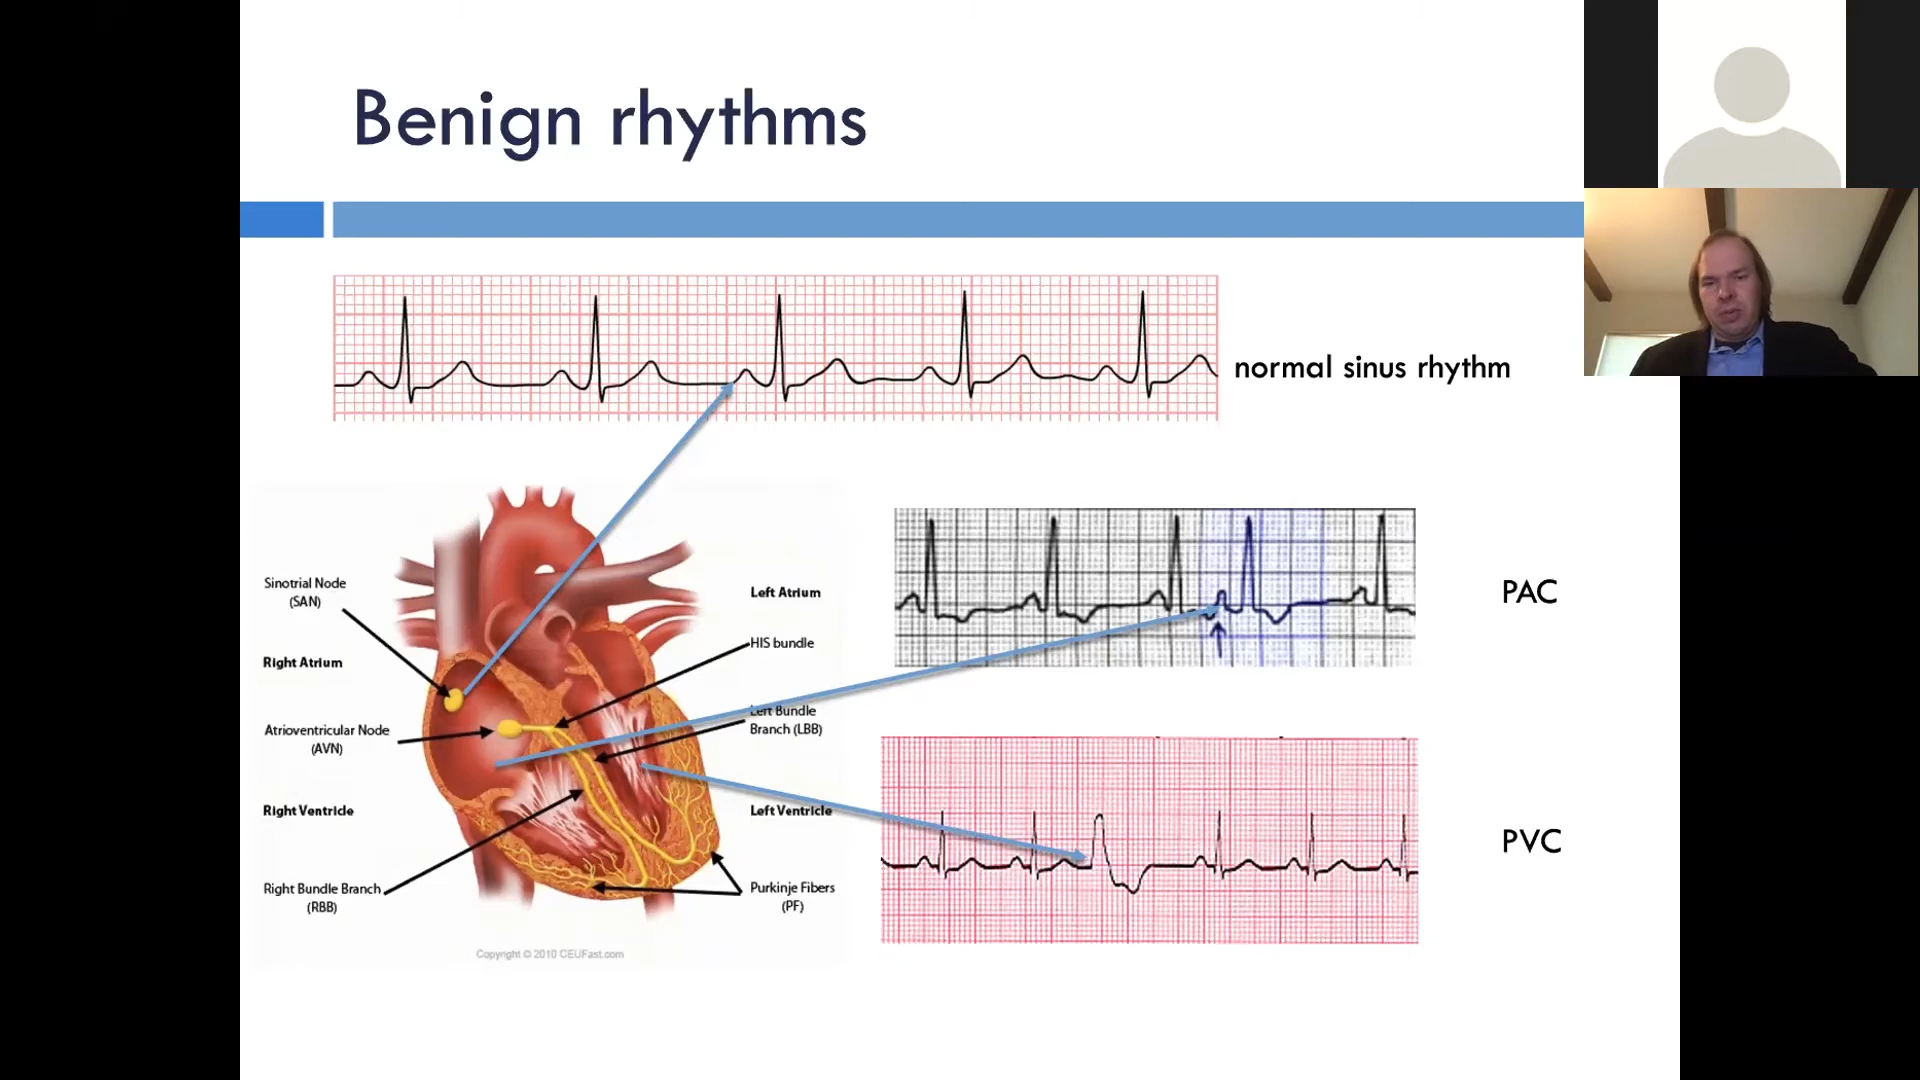 Benign rhythms
normal sinus rhythm
Sinotrial Node
(SAN)
Left Atrium
PAC
HIS bundle
Right Atrium
Left Bundle
Branch (LBB)
Atrioventricular Node
(AVN)
Right Ventricle
Left Ventricle
PVC
Right Bundle Branch
(RBB)
Purkinje Fibers
(PF)
Copyright © 2010 CEUFast.com